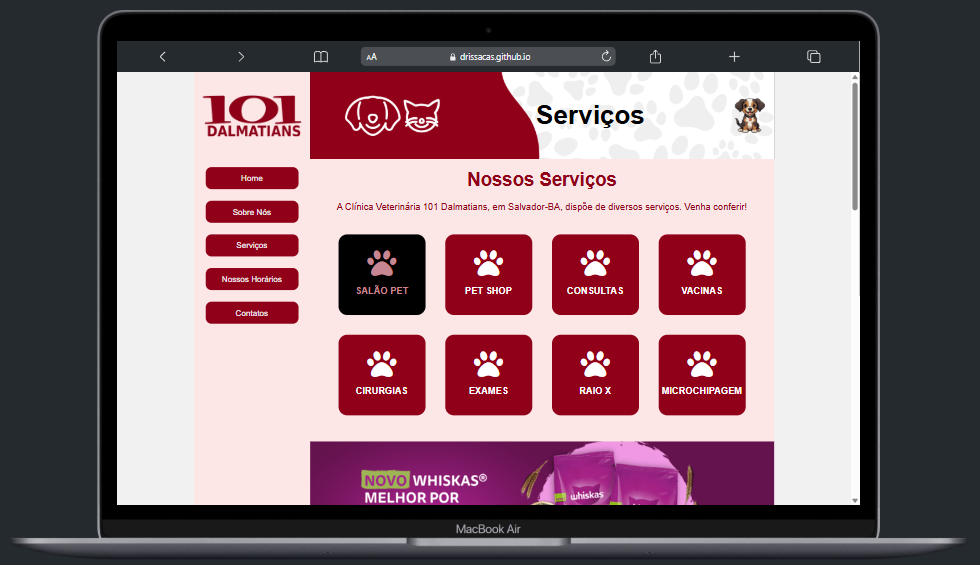 AA
drissacas.github.io
101
DALMATIANS
Home
Sobre Nós
Serviços
Nossos Horários
Contatos
Serviços
Nossos Serviços
A Clínica Veterinária 101 Dalmatians, em Salvador-BA, dispõe de diversos serviços. Venha conferir!
SALÃO PET
PET SHOP
CONSULTAS
VACINAS
CIRURGIAS
EXAMES
RAIO X
MICROCHIPAGEM
NOVO WHISKAS®
MELHOR POR
whiskas
MacBook Air